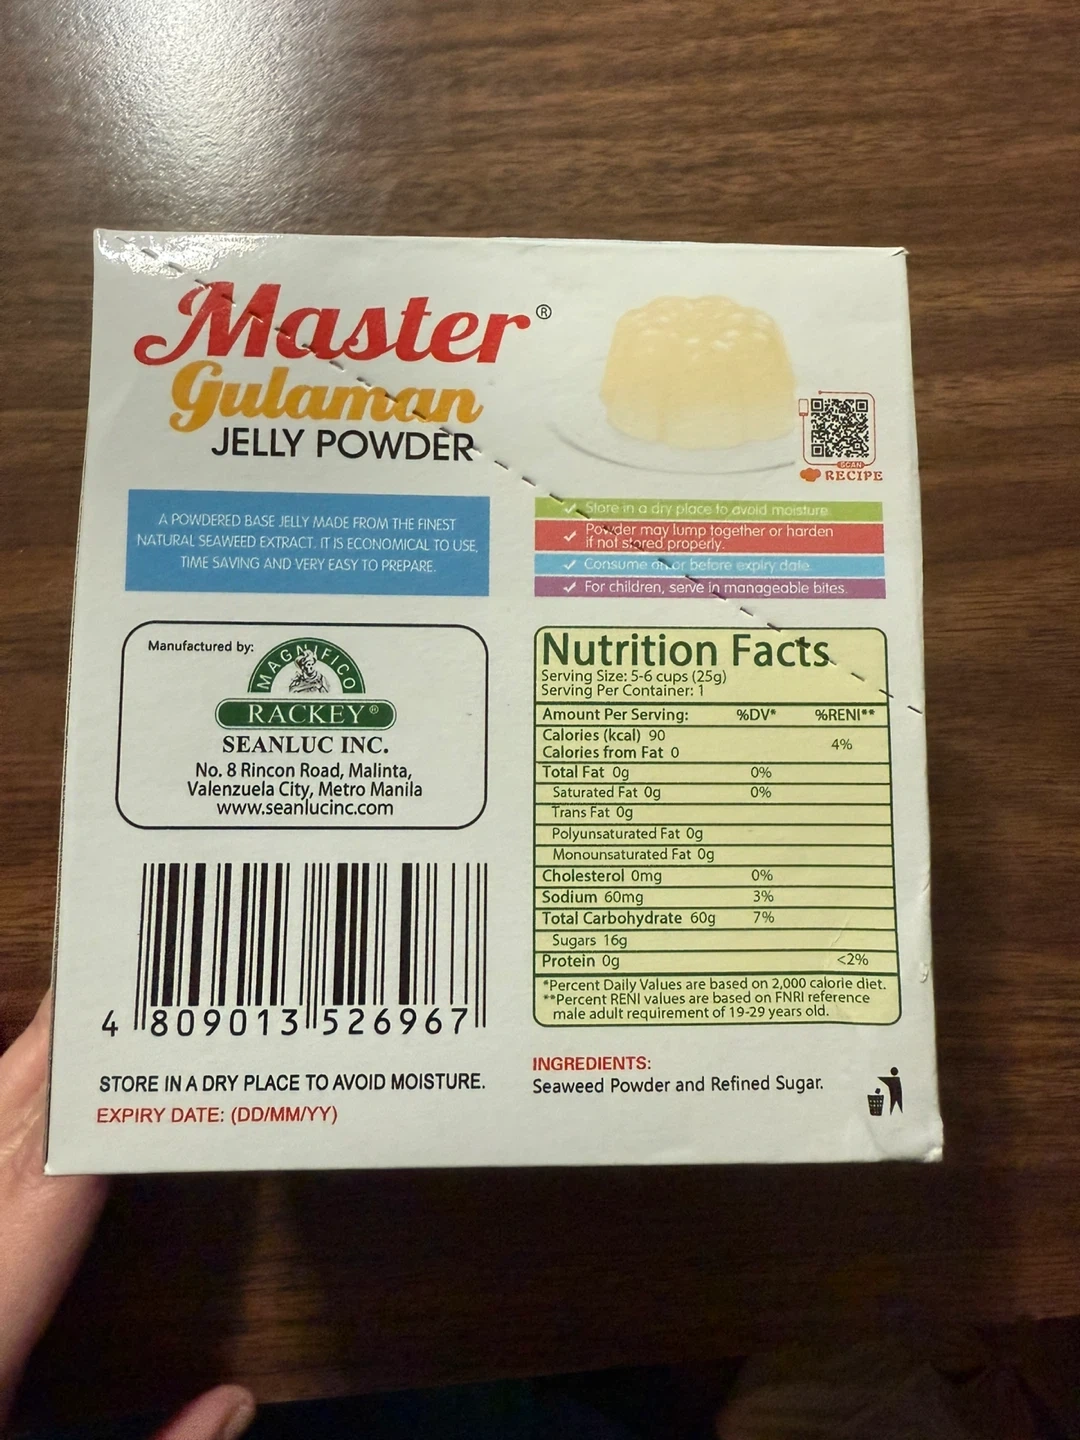 Master®
Gulaman
JELLY POWDER
SCAN
RECIPE
A POWDERED BASE JELLY MADE FROM THE FINEST
NATURAL SEAWEED EXTRACT. IT IS ECONOMICAL TO USE,
TIME SAVING AND VERY EASY TO PREPARE.
Store in a dry place to avoid moisture.
Powder may lump together or harden
if not stored properly.
Consume on or before expiry date.
For children, serve in manageable bites.
Manufactured by:
MAGNIFICO
RACKEY®
SEANLUC INC.
No. 8 Rincon Road, Malinta,
Valenzuela City, Metro Manila
www.seanlucinc.com
4 809013 526967
STORE IN A DRY PLACE TO AVOID MOISTURE.
EXPIRY DATE: (DD/MM/YY)
Nutrition Facts
Serving Size: 5-6 cups (25g)
Serving Per Container: 1
Amount Per Serving: %DV* %RENI**
Calories (kcal) 90 4%
Calories from Fat 0
Total Fat 0g 0%
Saturated Fat 0g 0%
Trans Fat 0g
Polyunsaturated Fat 0g
Monounsaturated Fat 0g
Cholesterol 0mg 0%
Sodium 60mg 3%
Total Carbohydrate 60g 7%
Sugars 16g
Protein 0g <2%
*Percent Daily Values are based on 2,000 calorie diet.
**Percent RENI values are based on FNRI reference
male adult requirement of 19-29 years old.
INGREDIENTS:
Seaweed Powder and Refined Sugar.